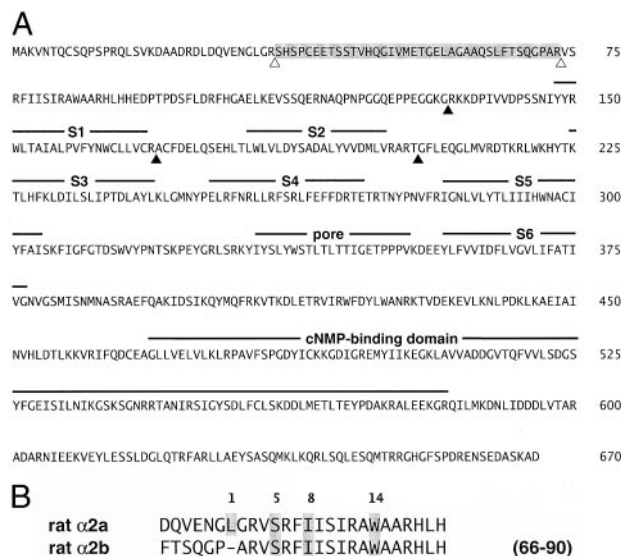 A
MAKVNTQCSQPSPRQLSVKDAADRDLDQVENGLGRSHSPCEETSSTVHQGIVMETGELAGAAQSLFTSQGPARVS 75
RFIISIRAWAARHLHHEDPTPDSFLDRFHGAELKEVSSQERNAQPNPGGQEPPEGGKGRKKDPIVVDPSSNIYYR 150
S1 S2
WLTAIALPVFYNWCLLVCRACFDELQSEHLTLWLVLDYSADALYVVDMLVRARTGFLEQGLMVRDTKRLWKHYTK 225
S3 S4 S5
TLHFKLDILSLIPTDLAYLKLGMNYPELRFNRLLRFSRLFEFFDRTETRTNYPNVFRIGNLVLYTLIIIHWNACI 300
pore S6
YFAISKFIGFGTDSWVYPNTSKPEYGRLSRKYIYSLYWSTLTLTTIGETPPPVKDEEYLFVVIDFLVGVLIFATI 375
VGNVGSMISNMNASRAEFQAKIDSIKQYMQFRKVTKDLETRVIRWFDYLWANRKTVDEKEVLKNLPDKLKAEIAI 450
cNMP-binding domain
NVHLDTLKKVRIFQDCEAGLLVELVLKLRPAVFSPGDYICKKGDIGREMYIIKEGKLAVVADDGVTQFVVLSDGS 525
YFGEISILNIKGSKSGNRRTANIRSIGYSDLFCLSKDDLMETLTEYPDAKRALEEKGRQILMKDNLIDDDLVTAR 600
ADARNIEEKVEYLESSLDGLQTRFARLLAEYSASQMKLKQRLSQLESQMTRRGHGFSPDRENSEDASKAD 670
B
1 5 8 14
rat α2a DQVENGLGRVSRFIISIRAWAARHLH
rat α2b FTSQGP-ARVSRFIISIRAWAARHLH (66-90)